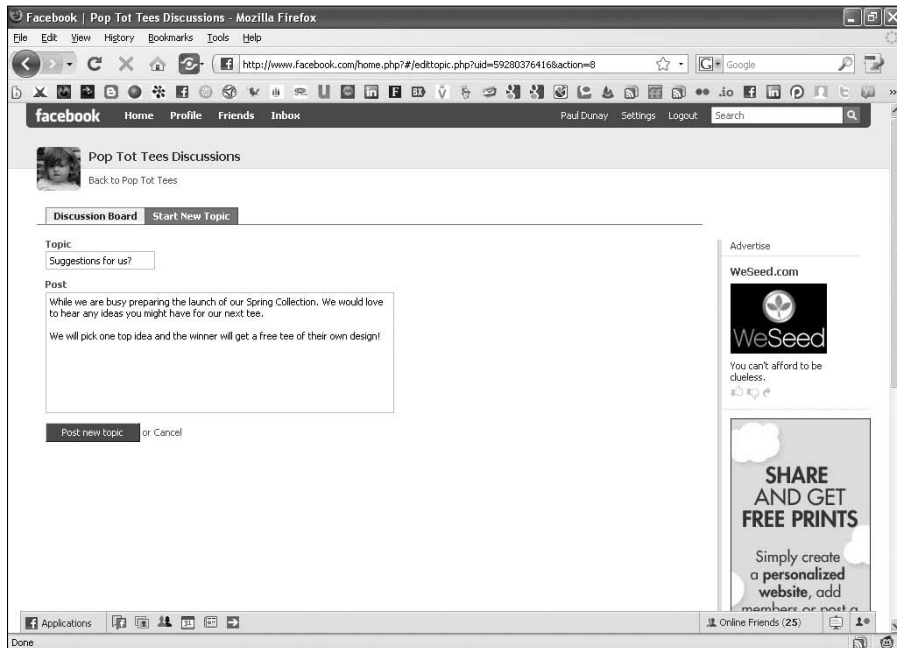 Facebook | Pop Tot Tees Discussions - Mozilla Firefox
File Edit View History Bookmarks Tools Help
http://www.facebook.com/home.php?#/edittopic.php?uid=59280376416&action=8
Google
facebook Home Profile Friends Inbox Paul Dunay Settings Logout Search
Pop Tot Tees Discussions
Back to Pop Tot Tees
Discussion Board Start New Topic
Topic
Suggestions for us?
Post
While we are busy preparing the launch of our Spring Collection. We would love
to hear any ideas you might have for our next tee.
We will pick one top idea and the winner will get a free tee of their own design!
Post new topic or Cancel
Advertise
WeSeed.com
WeSeed
You can't afford to be
clueless.
SHARE
AND GET
FREE PRINTS
Simply create
a personalized
website, add
members or post a
Applications Online Friends (25)
Done